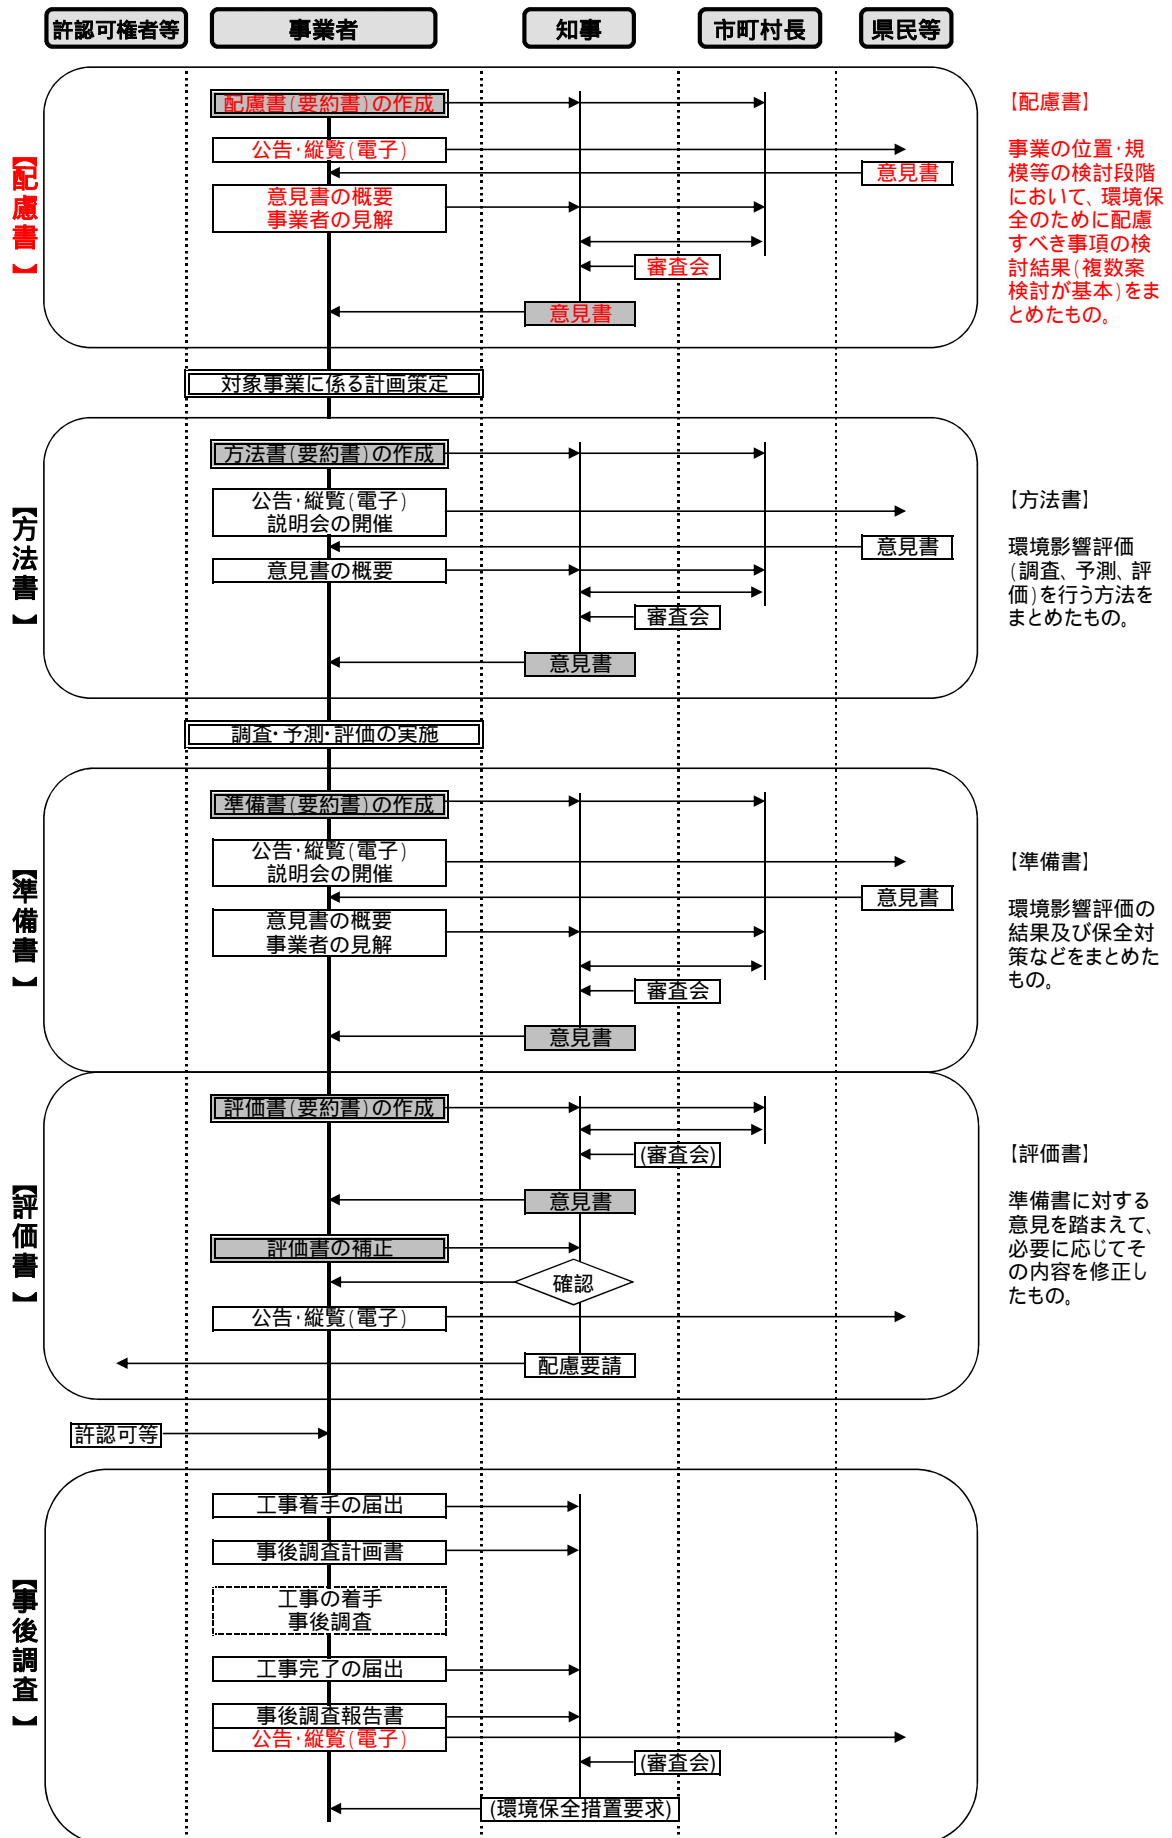 許認可権者等
事業者
知事
市町村長
県民等
【配慮書】
配慮書(要約書)の作成
公告・縦覧(電子)
意見書
意見書の概要
事業者の見解
審査会
意見書
【配慮書】
事業の位置・規
模等の検討段階
において、環境保
全のために配慮
すべき事項の検
討結果(複数案
検討が基本)をま
とめたもの。
対象事業に係る計画策定
【方法書】
方法書(要約書)の作成
公告・縦覧(電子)
説明会の開催
意見書
意見書の概要
審査会
意見書
【方法書】
環境影響評価
(調査、予測、評
価)を行う方法を
まとめたもの。
調査・予測・評価の実施
【準備書】
準備書(要約書)の作成
公告・縦覧(電子)
説明会の開催
意見書
意見書の概要
事業者の見解
審査会
意見書
【準備書】
環境影響評価の
結果及び保全対
策などをまとめた
もの。
【評価書】
評価書(要約書)の作成
(審査会)
意見書
評価書の補正
確認
公告・縦覧(電子)
配慮要請
【評価書】
準備書に対する
意見を踏まえて、
必要に応じてそ
の内容を修正し
たもの。
許認可等
【事後調査】
工事着手の届出
事後調査計画書
工事の着手
事後調査
工事完了の届出
事後調査報告書
公告・縦覧(電子)
(審査会)
(環境保全措置要求)